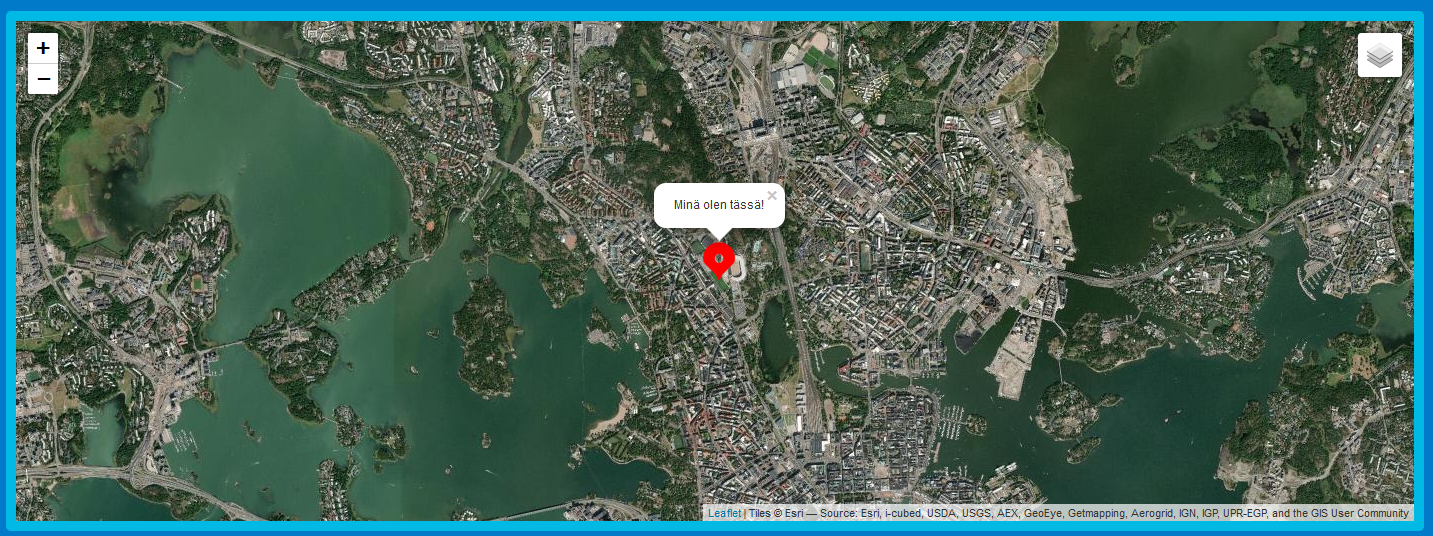 +
−
Minä olen tässä! ×
Leaflet | Tiles © Esri — Source: Esri, i-cubed, USDA, USGS, AEX, GeoEye, Getmapping, Aerogrid, IGN, IGP, UPR-EGP, and the GIS User Community